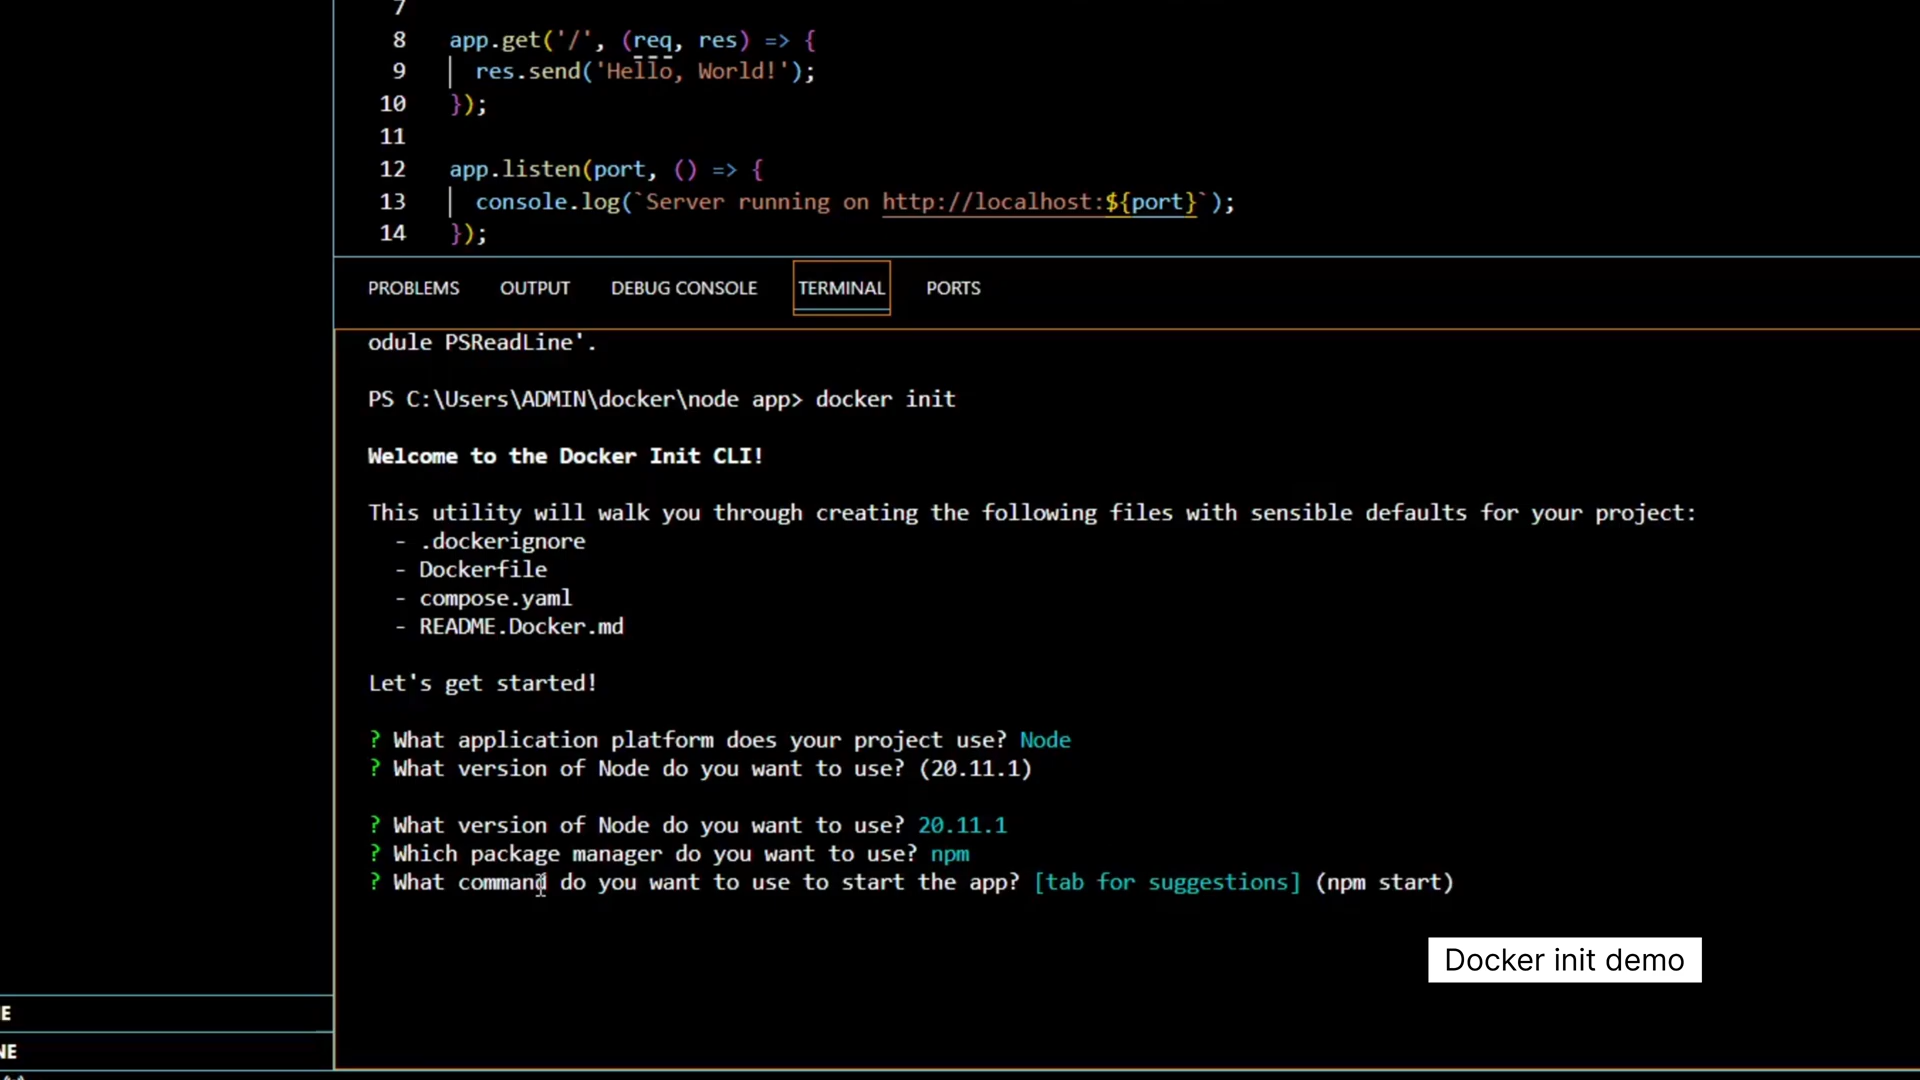 7
8 app.get('/', (req, res) => {
9 res.send('Hello, World!');
10 });
11
12 app.listen(port, () => {
13 console.log(`Server running on http://localhost:${port}`);
14 });
PROBLEMS OUTPUT DEBUG CONSOLE TERMINAL PORTS
odule PSReadLine'.
PS C:\Users\ADMIN\docker\node app> docker init
Welcome to the Docker Init CLI!
This utility will walk you through creating the following files with sensible defaults for your project:
- .dockerignore
- Dockerfile
- compose.yaml
- README.Docker.md
Let's get started!
? What application platform does your project use? Node
? What version of Node do you want to use? (20.11.1)
? What version of Node do you want to use? 20.11.1
? Which package manager do you want to use? npm
? What command do you want to use to start the app? [tab for suggestions] (npm start)
Docker init demo
E
NE